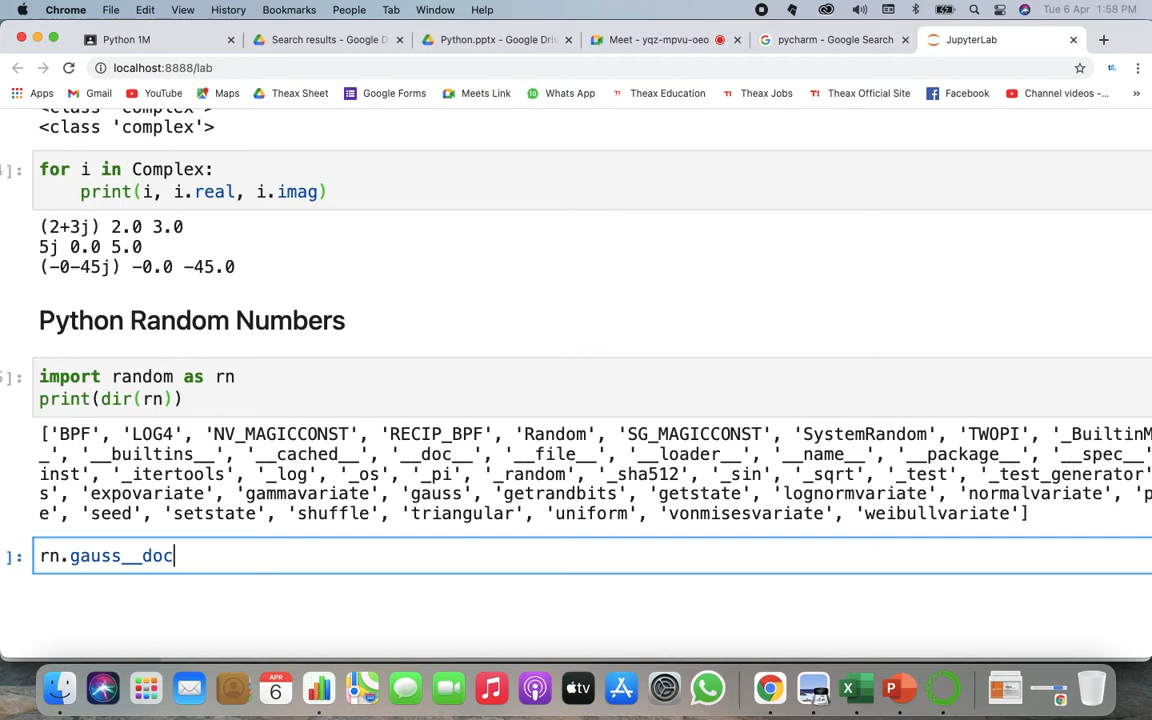 Chrome File Edit View History Bookmarks People Tab Window Help Tue 6 Apr 1:58 PM
Python 1M Search results - Google D Python.pptx - Google Driv Meet - yqz-mpvu-oeo pycharm - Google Search JupyterLab
localhost:8888/lab
Apps Gmail YouTube Maps Theax Sheet Google Forms Meets Link Whats App Theax Education Theax Jobs Theax Official Site Facebook Channel videos -... »
<class 'complex'>
<class 'complex'>
]: for i in Complex:
print(i, i.real, i.imag)
(2+3j) 2.0 3.0
5j 0.0 5.0
(-0-45j) -0.0 -45.0
Python Random Numbers
]: import random as rn
print(dir(rn))
['BPF', 'LOG4', 'NV_MAGICCONST', 'RECIP_BPF', 'Random', 'SG_MAGICCONST', 'SystemRandom', 'TWOPI', '_BuiltinM
_', '__builtins__', '__cached__', '__doc__', '__file__', '__loader__', '__name__', '__package__', '__spec__'
inst', '_itertools', '_log', '_os', '_pi', '_random', '_sha512', '_sin', '_sqrt', '_test', '_test_generator'
s', 'expovariate', 'gammavariate', 'gauss', 'getrandbits', 'getstate', 'lognormvariate', 'normalvariate', 'p
e', 'seed', 'setstate', 'shuffle', 'triangular', 'uniform', 'vonmisesvariate', 'weibullvariate']
]: rn.gauss__doc
APR
6
tv